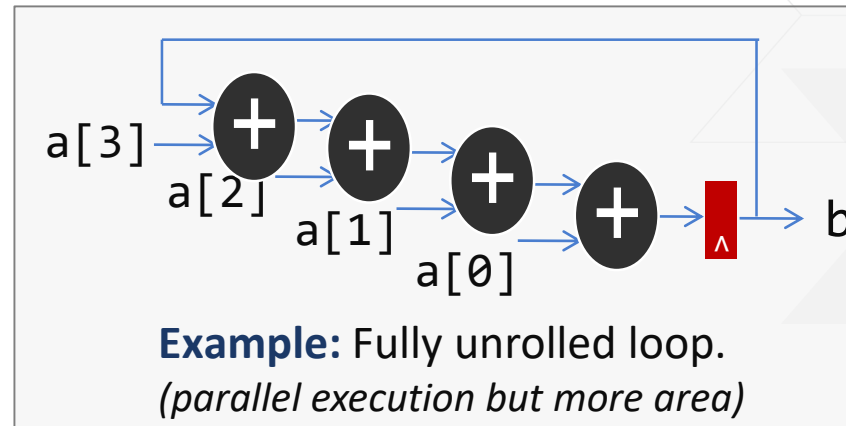 +
+
+
+
a[3]
a[2]
a[1]
a[0]
b
^
Example: Fully unrolled loop.
(parallel execution but more area)